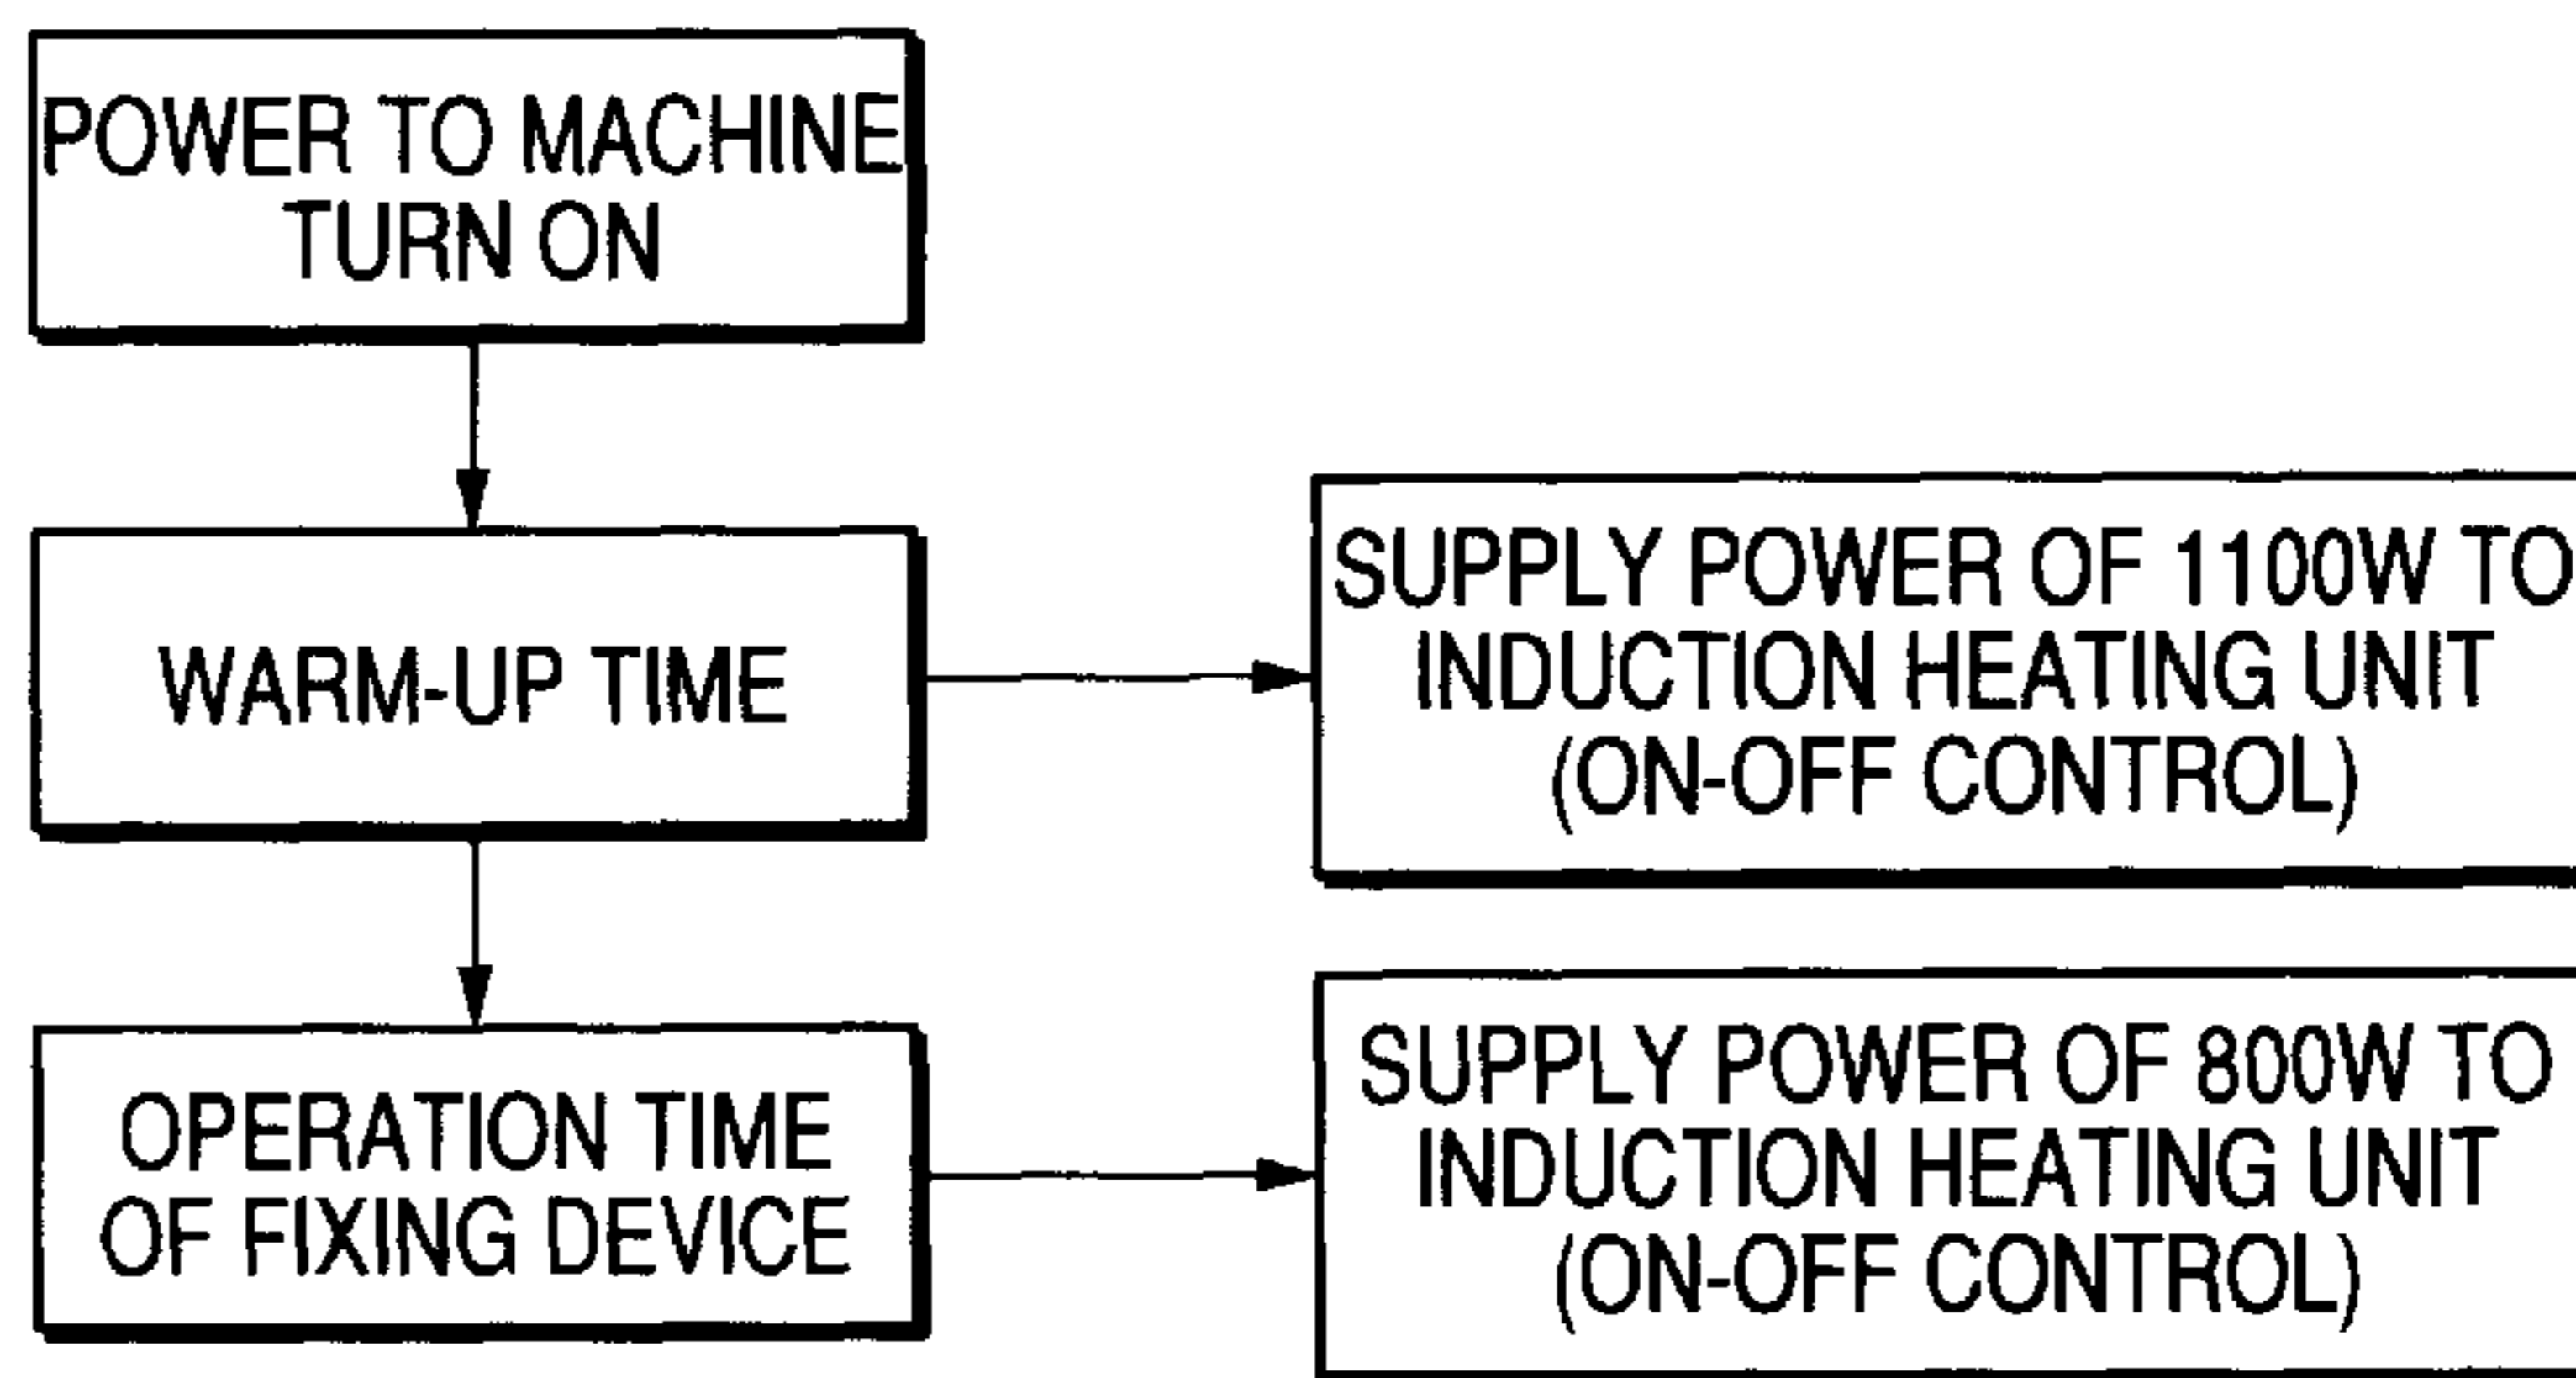 POWER TO MACHINE
TURN ON
WARM-UP TIME
SUPPLY POWER OF 1100W TO
INDUCTION HEATING UNIT
(ON-OFF CONTROL)
OPERATION TIME
OF FIXING DEVICE
SUPPLY POWER OF 800W TO
INDUCTION HEATING UNIT
(ON-OFF CONTROL)